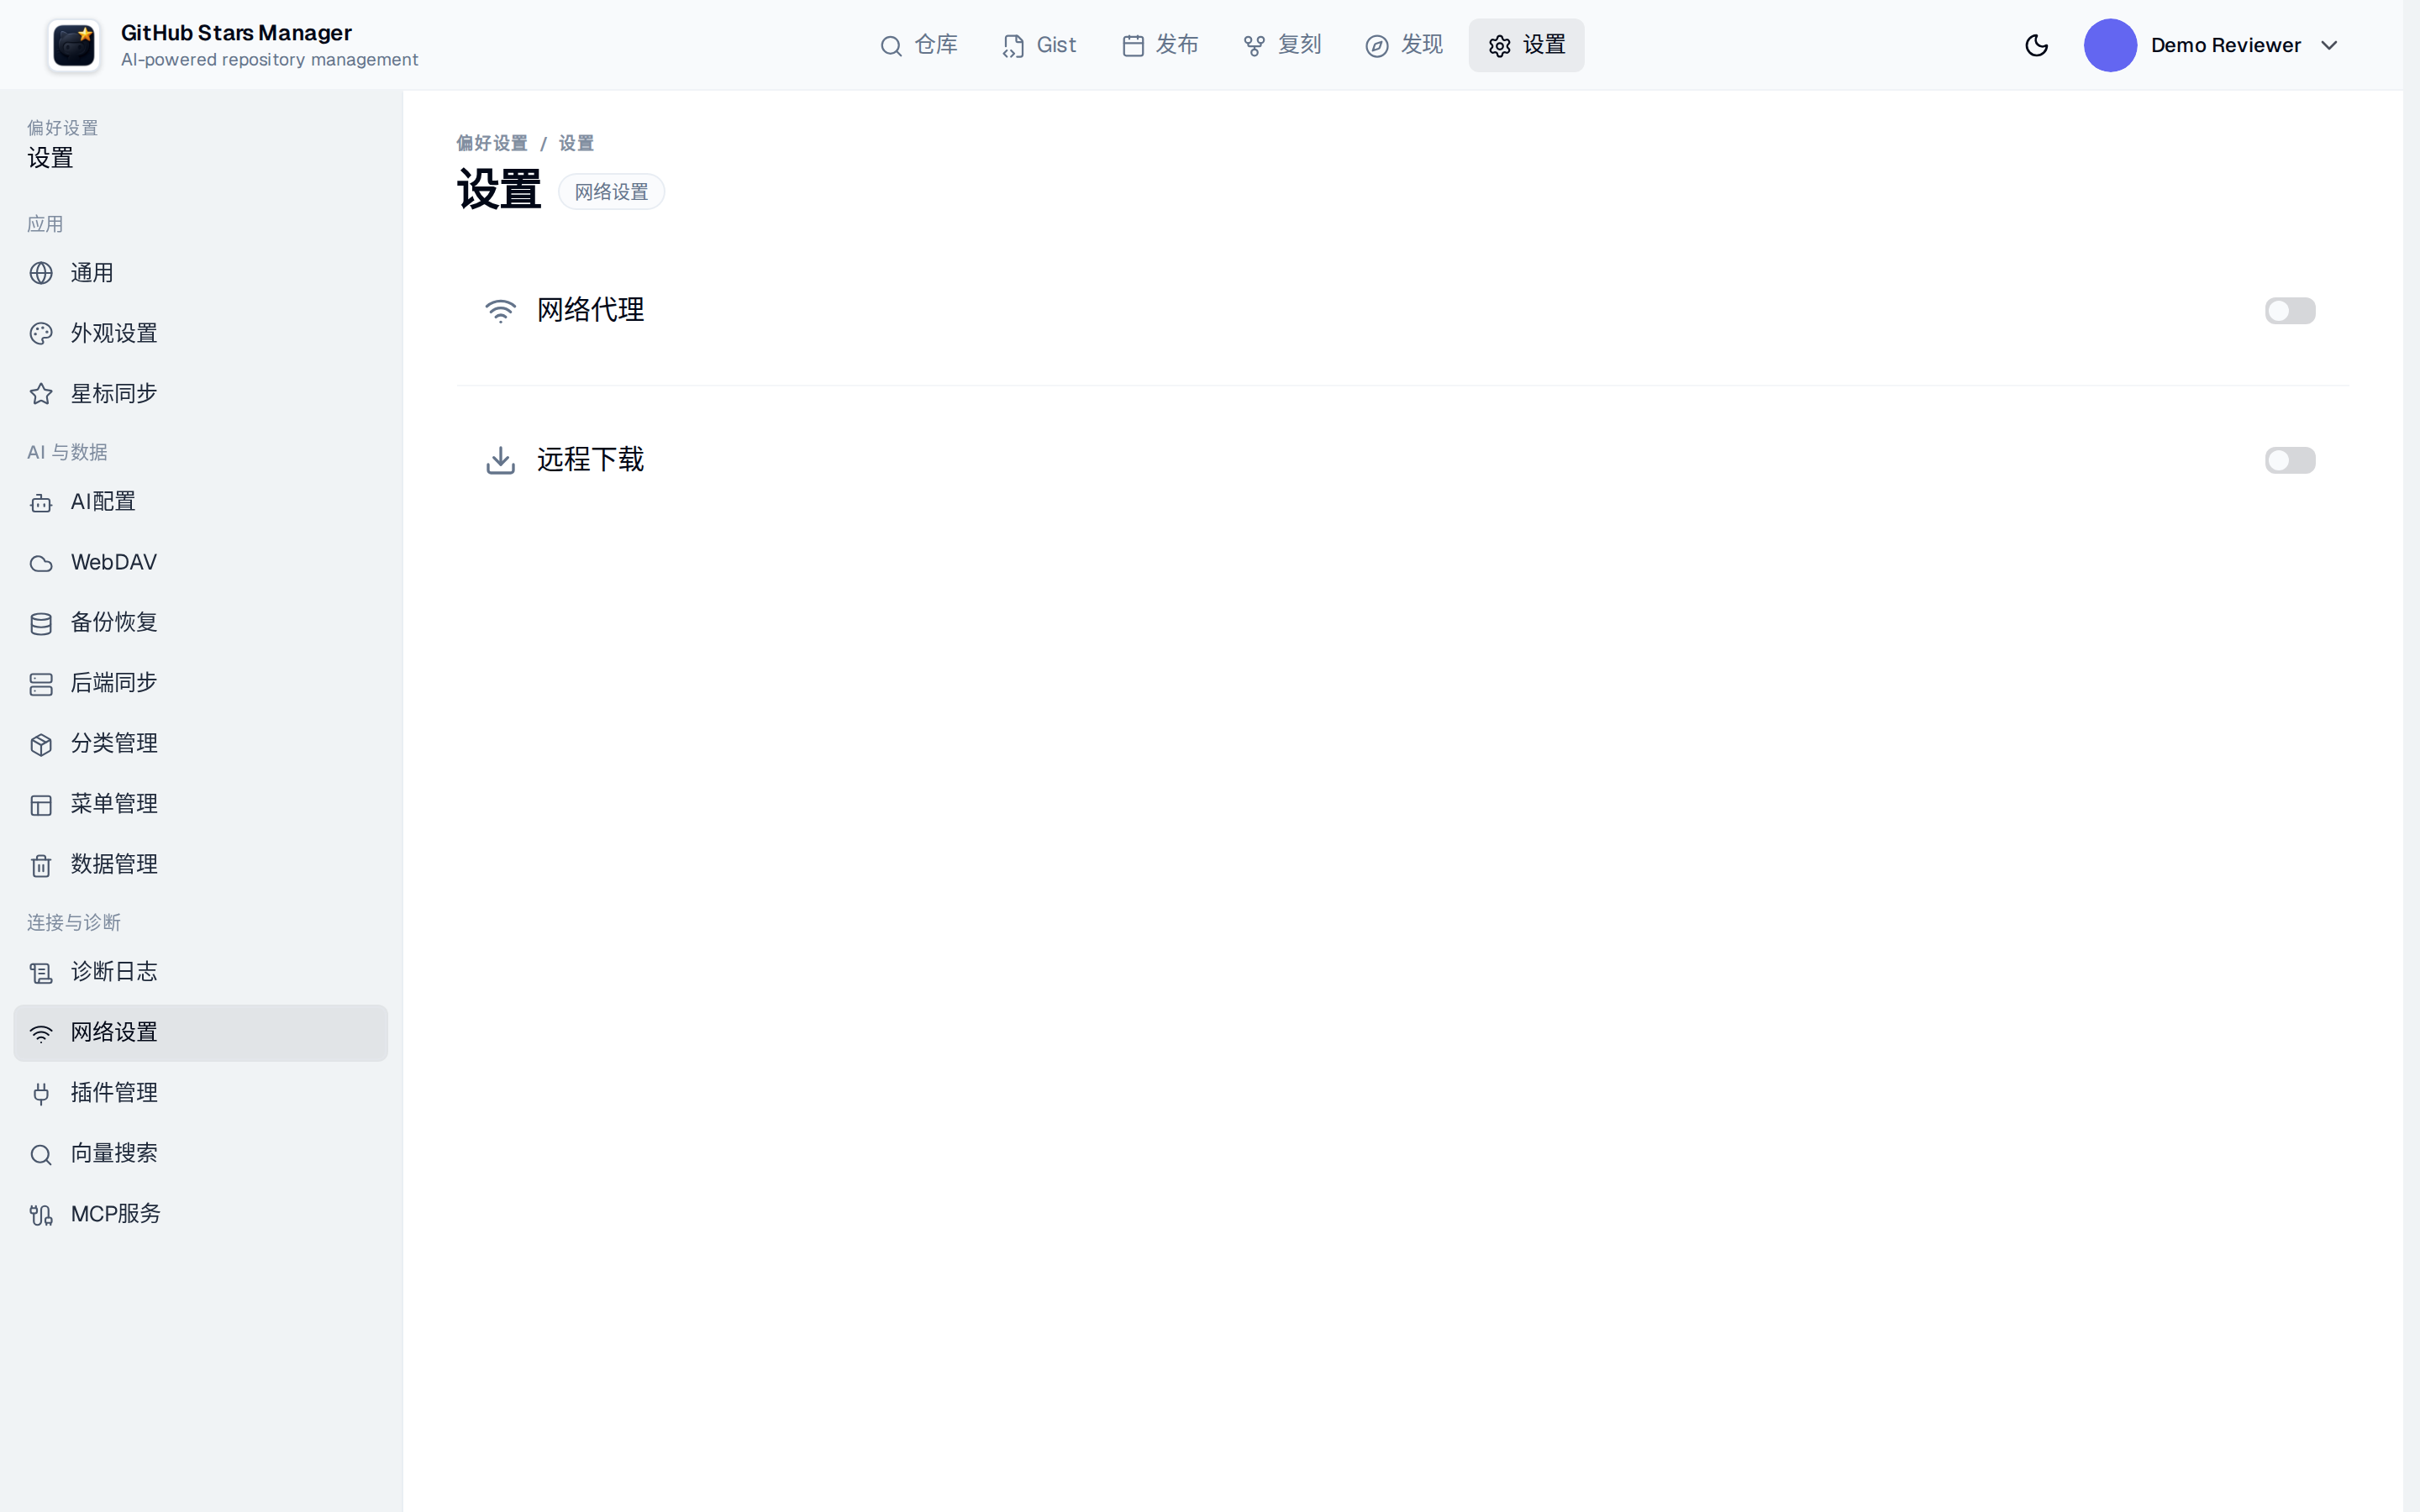 GitHub Stars Manager
AI-powered repository management
仓库
Gist
发布
复刻
发现
设置
Demo Reviewer
偏好设置
设置
应用
通用
外观设置
星标同步
AI 与数据
AI配置
WebDAV
备份恢复
后端同步
分类管理
菜单管理
数据管理
连接与诊断
诊断日志
网络设置
插件管理
向量搜索
MCP服务
偏好设置 / 设置
设置 网络设置
网络代理
远程下载